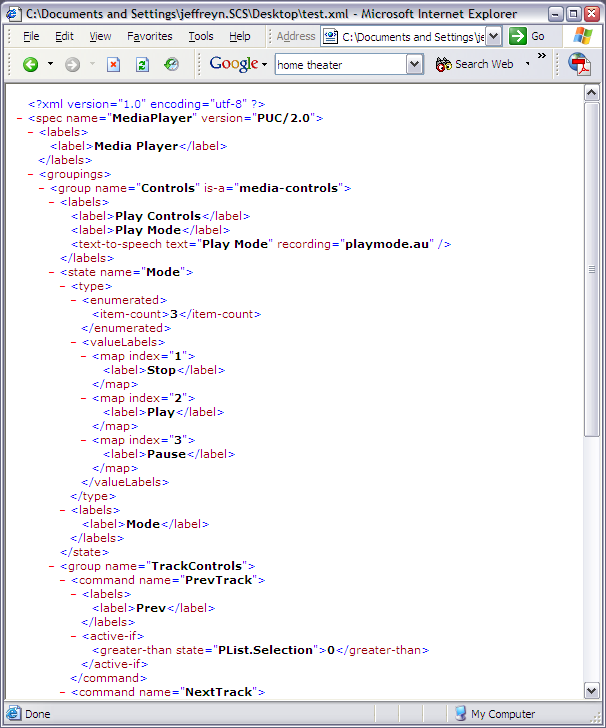 C:\Documents and Settings\jeffreyn.SCS\Desktop\test.xml - Microsoft Internet Explorer
File Edit View Favorites Tools Help Address C:\Documents and Settings\je Go
Google home theater Search Web »
<?xml version="1.0" encoding="utf-8" ?>
- <spec name="MediaPlayer" version="PUC/2.0">
- <labels>
<label>Media Player</label>
</labels>
- <groupings>
- <group name="Controls" is-a="media-controls">
- <labels>
<label>Play Controls</label>
<label>Play Mode</label>
<text-to-speech text="Play Mode" recording="playmode.au" />
</labels>
- <state name="Mode">
- <type>
- <enumerated>
<item-count>3</item-count>
</enumerated>
- <valueLabels>
- <map index="1">
<label>Stop</label>
</map>
- <map index="2">
<label>Play</label>
</map>
- <map index="3">
<label>Pause</label>
</map>
</valueLabels>
</type>
- <labels>
<label>Mode</label>
</labels>
</state>
- <group name="TrackControls">
- <command name="PrevTrack">
- <labels>
<label>Prev</label>
</labels>
- <active-if>
<greater-than state="PList.Selection">0</greater-than>
</active-if>
</command>
- <command name="NextTrack">
Done My Computer